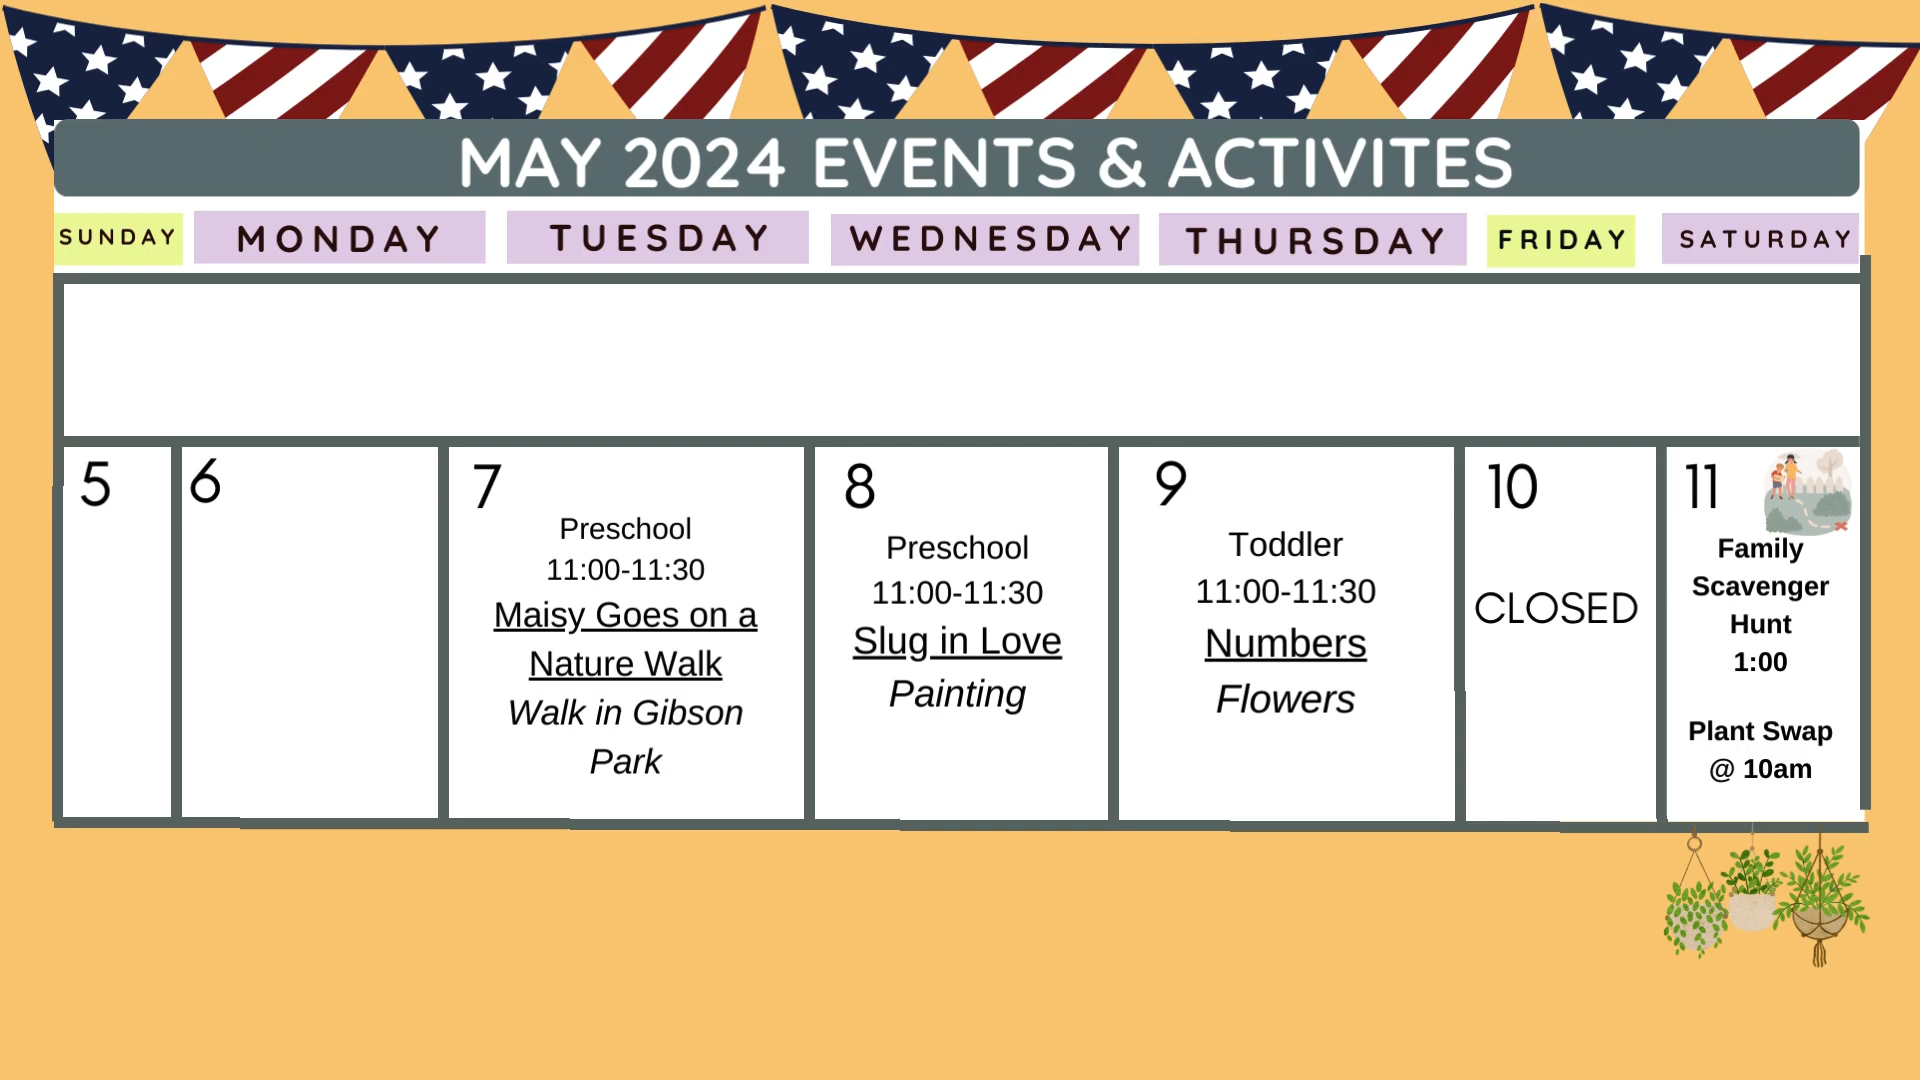 MAY 2024 EVENTS & ACTIVITES
SUNDAY MONDAY TUESDAY WEDNESDAY THURSDAY FRIDAY SATURDAY
5
6
7
Preschool
11:00-11:30
Maisy Goes on a
Nature Walk
Walk in Gibson
Park
8
Preschool
11:00-11:30
Slug in Love
Painting
9
Toddler
11:00-11:30
Numbers
Flowers
10
CLOSED
11
Family
Scavenger
Hunt
1:00
Plant Swap
@ 10am